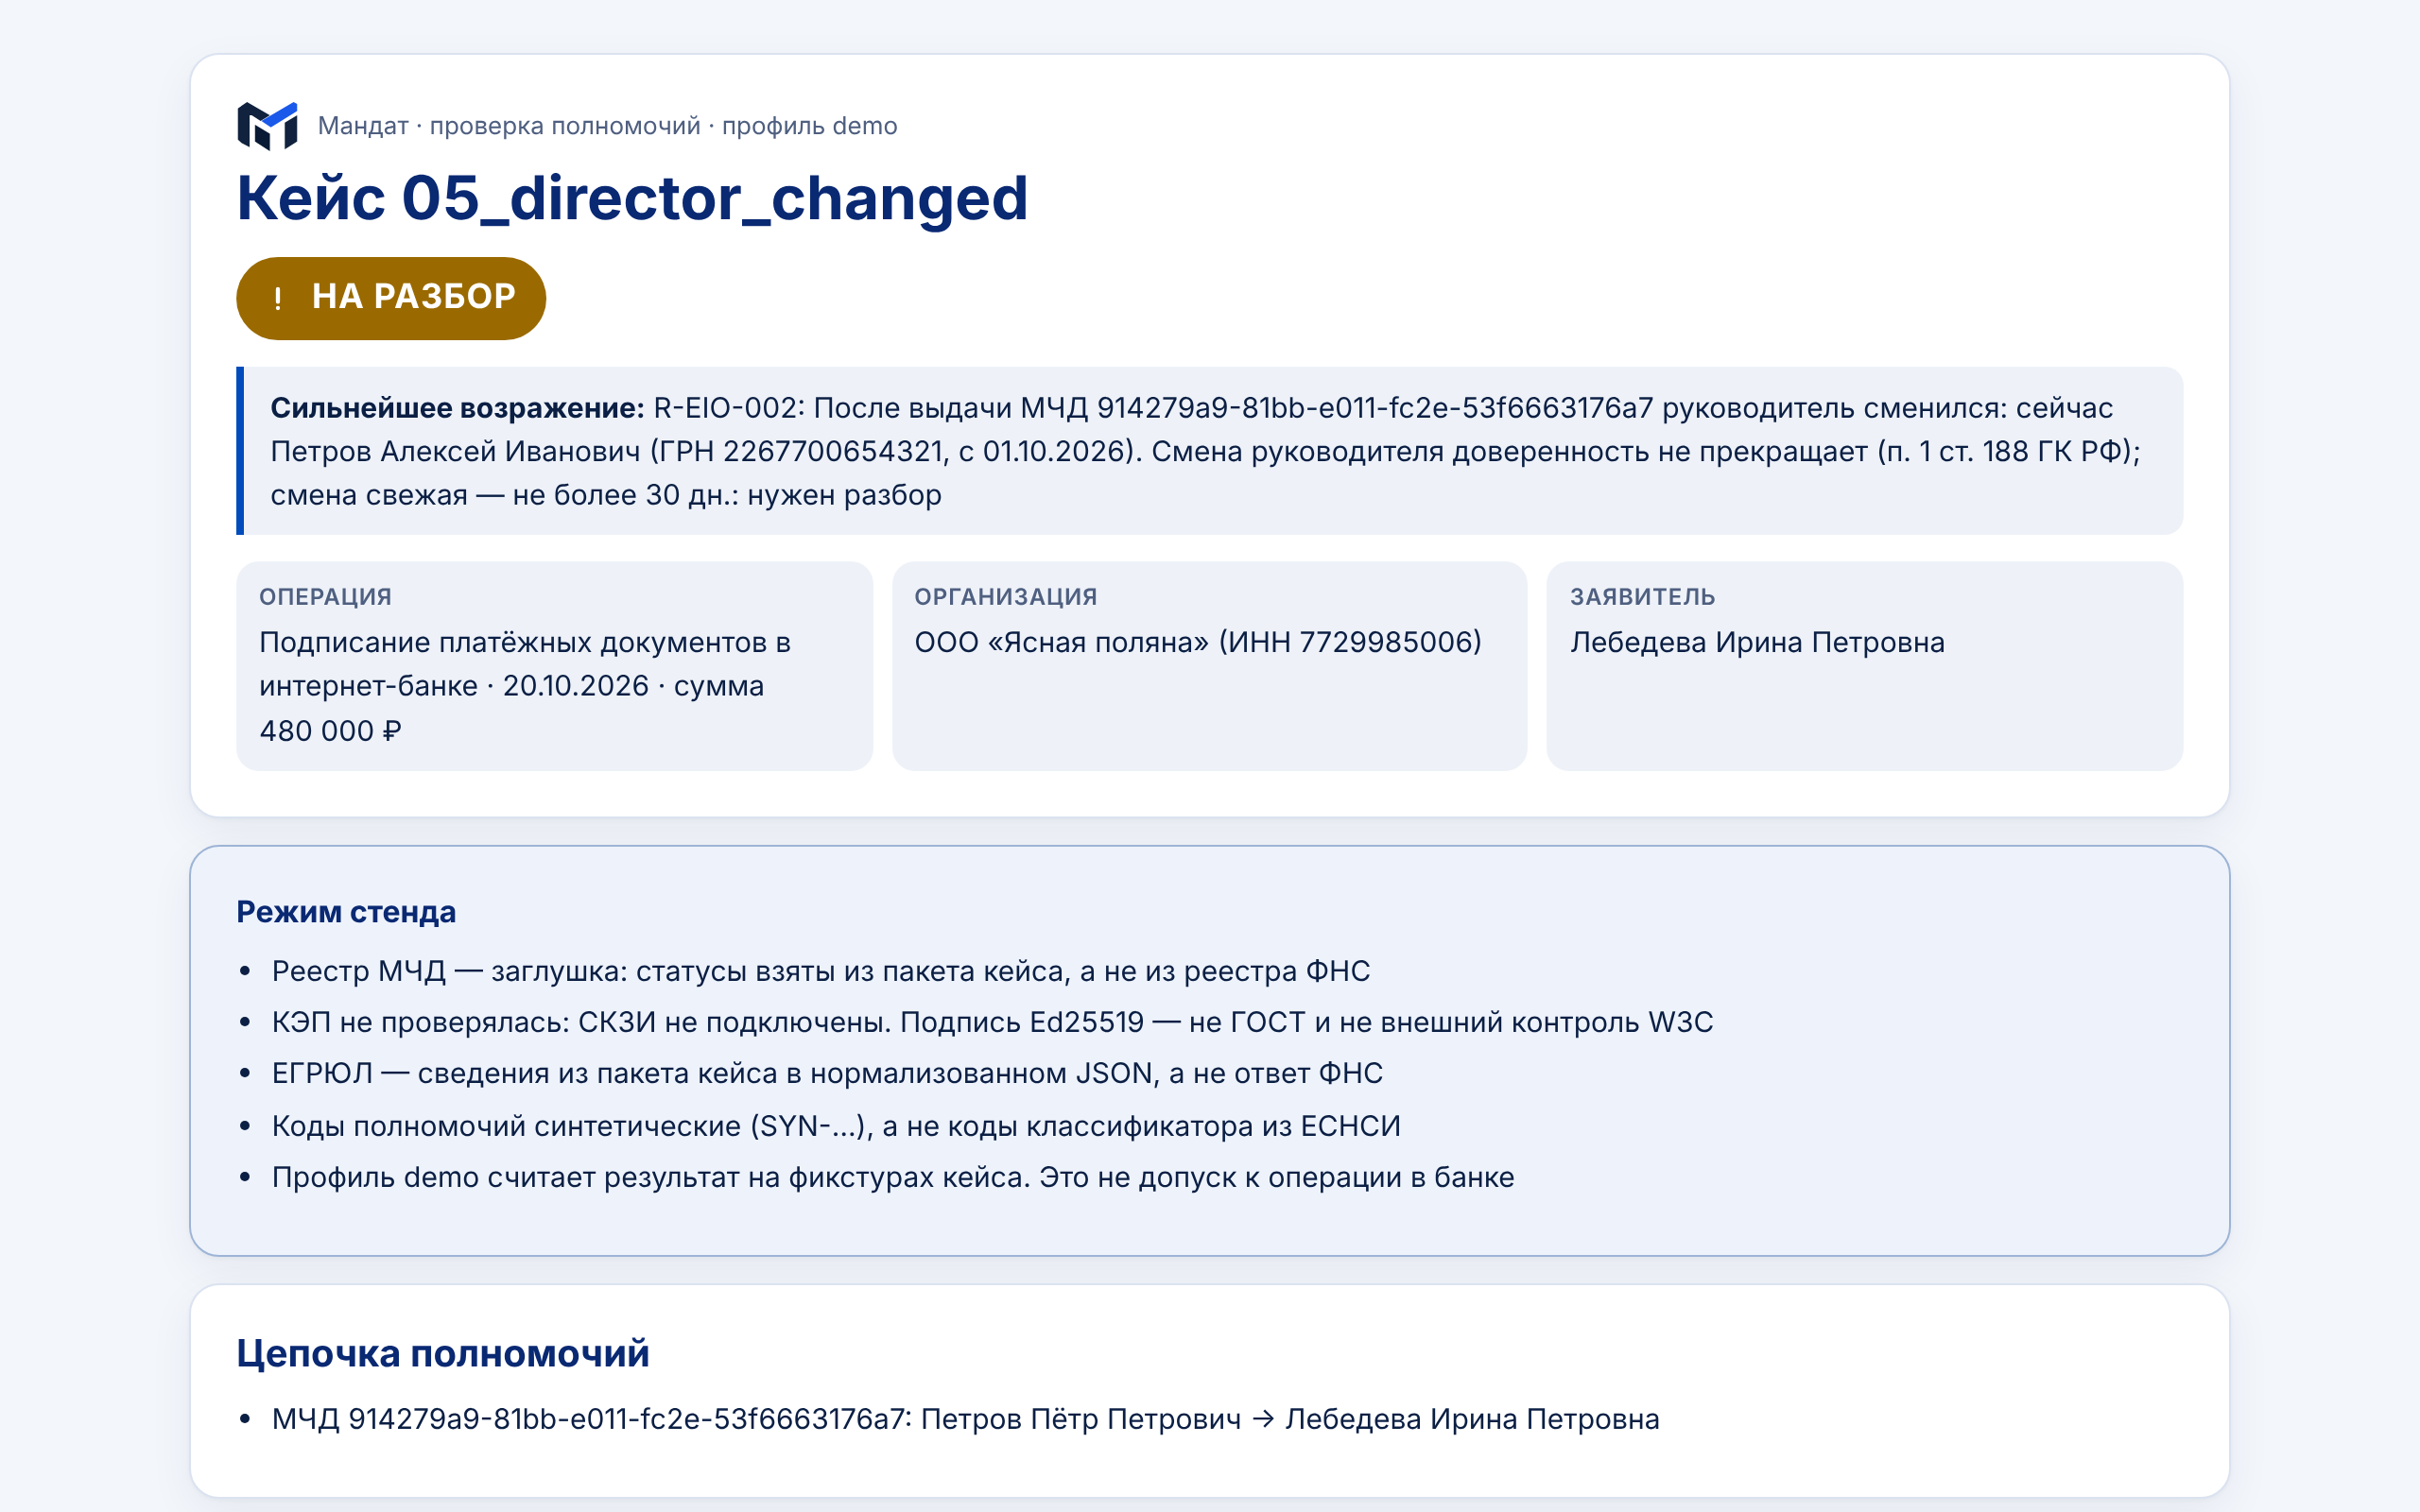 Мандат · проверка полномочий · профиль demo
Кейс 05_director_changed
! НА РАЗБОР
Сильнейшее возражение: R-EIO-002: После выдачи МЧД 914279a9-81bb-e011-fc2e-53f6663176a7 руководитель сменился: сейчас
Петров Алексей Иванович (ГРН 2267700654321, с 01.10.2026). Смена руководителя доверенность не прекращает (п. 1 ст. 188 ГК РФ);
смена свежая — не более 30 дн.: нужен разбор
ОПЕРАЦИЯ
Подписание платёжных документов в
интернет-банке · 20.10.2026 · сумма
480 000 ₽
ОРГАНИЗАЦИЯ
ООО «Ясная поляна» (ИНН 7729985006)
ЗАЯВИТЕЛЬ
Лебедева Ирина Петровна
Режим стенда
• Реестр МЧД — заглушка: статусы взяты из пакета кейса, а не из реестра ФНС
• КЭП не проверялась: СКЗИ не подключены. Подпись Ed25519 — не ГОСТ и не внешний контроль W3C
• ЕГРЮЛ — сведения из пакета кейса в нормализованном JSON, а не ответ ФНС
• Коды полномочий синтетические (SYN-…), а не коды классификатора из ЕСНСИ
• Профиль demo считает результат на фикстурах кейса. Это не допуск к операции в банке
Цепочка полномочий
• МЧД 914279a9-81bb-e011-fc2e-53f6663176a7: Петров Пётр Петрович → Лебедева Ирина Петровна